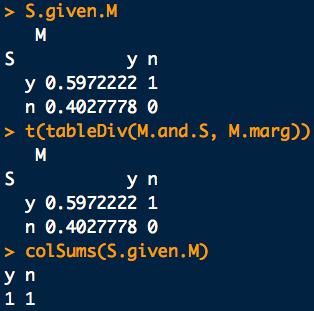 > S.given.M
M
S y n
y 0.5972222 1
n 0.4027778 0
> t(tableDiv(M.and.S, M.marg))
M
S y n
y 0.5972222 1
n 0.4027778 0
> colSums(S.given.M)
y n
1 1